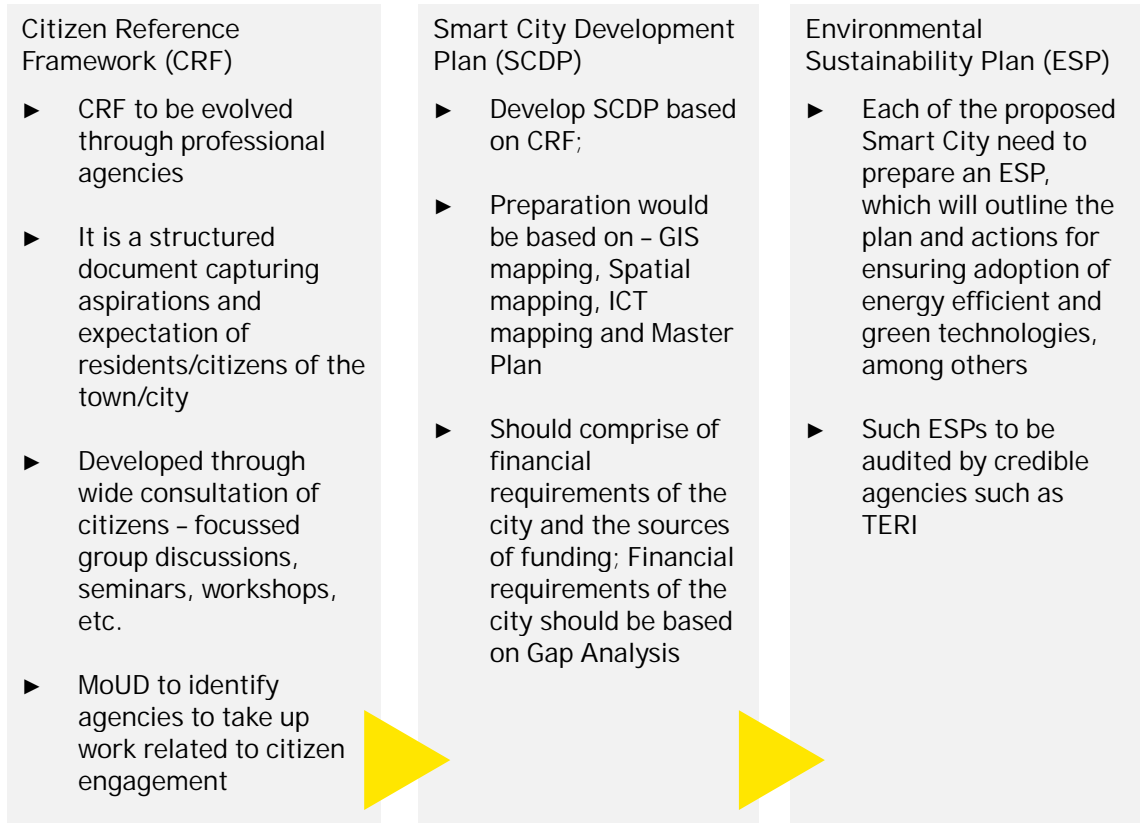 Citizen Reference
Framework (CRF)
► CRF to be evolved
through professional
agencies
► It is a structured
document capturing
aspirations and
expectation of
residents/citizens of the
town/city
► Developed through
wide consultation of
citizens – focussed
group discussions,
seminars, workshops,
etc.
► MoUD to identify
agencies to take up
work related to citizen
engagement
Smart City Development
Plan (SCDP)
► Develop SCDP based
on CRF;
► Preparation would
be based on – GIS
mapping, Spatial
mapping, ICT
mapping and Master
Plan
► Should comprise of
financial
requirements of the
city and the sources
of funding; Financial
requirements of the
city should be based
on Gap Analysis
Environmental
Sustainability Plan (ESP)
► Each of the proposed
Smart City need to
prepare an ESP,
which will outline the
plan and actions for
ensuring adoption of
energy efficient and
green technologies,
among others
► Such ESPs to be
audited by credible
agencies such as
TERI